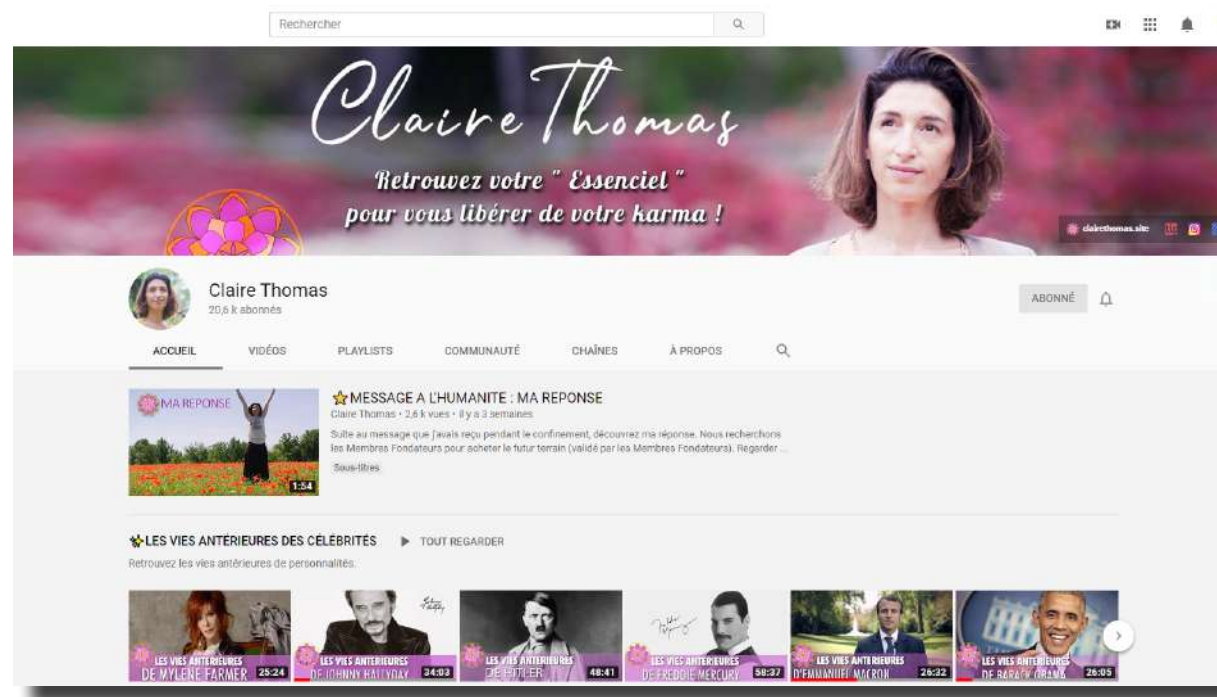 Rechercher
Claire Thomas
Retrouvez votre " Essenciel "
pour vous libérer de votre karma !
clairethomas.site
Claire Thomas
20,6 k abonnés
ABONNÉ
ACCUEIL VIDÉOS PLAYLISTS COMMUNAUTÉ CHAÎNES À PROPOS
MA REPONSE
1:54
MESSAGE A L'HUMANITE : MA REPONSE
Claire Thomas • 2,6 k vues • il y a 3 semaines
Suite au message que j'avais reçu pendant le confinement, découvrez ma réponse. Nous recherchons
les Membres Fondateurs pour acheter le futur terrain (validé par les Membres Fondateurs). Regarder ...
Sous-titres
LES VIES ANTÉRIEURES DES CÉLÉBRITÉS TOUT REGARDER
Retrouvez les vies antérieures de personnalités.
LES VIES ANTERIEURES
DE MYLENE FARMER 25:24
LES VIES ANTERIEURES
DE JOHNNY HALLYDAY 34:03
LES VIES ANTERIEURES
DE HITLER 48:41
LES VIES ANTERIEURES
DE FREDDIE MERCURY 58:37
LES VIES ANTERIEURES
D'EMMANUEL MACRON 26:32
LES VIES ANTERIEURES
DE BARACK OBAMA 26:05